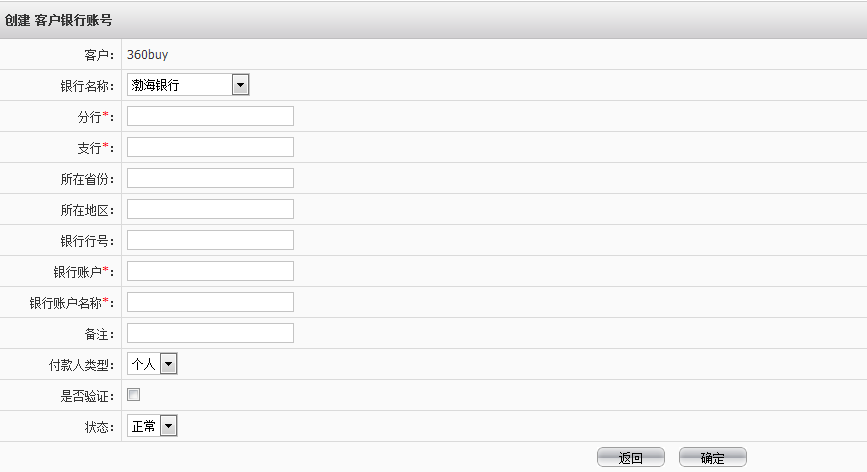 创建 客户银行账号
客户: 360buy
银行名称: 渤海银行
分行*:
支行*:
所在省份:
所在地区:
银行行号:
银行账户*:
银行账户名称*:
备注:
付款人类型: 个人
是否验证:
状态: 正常
返回 确定